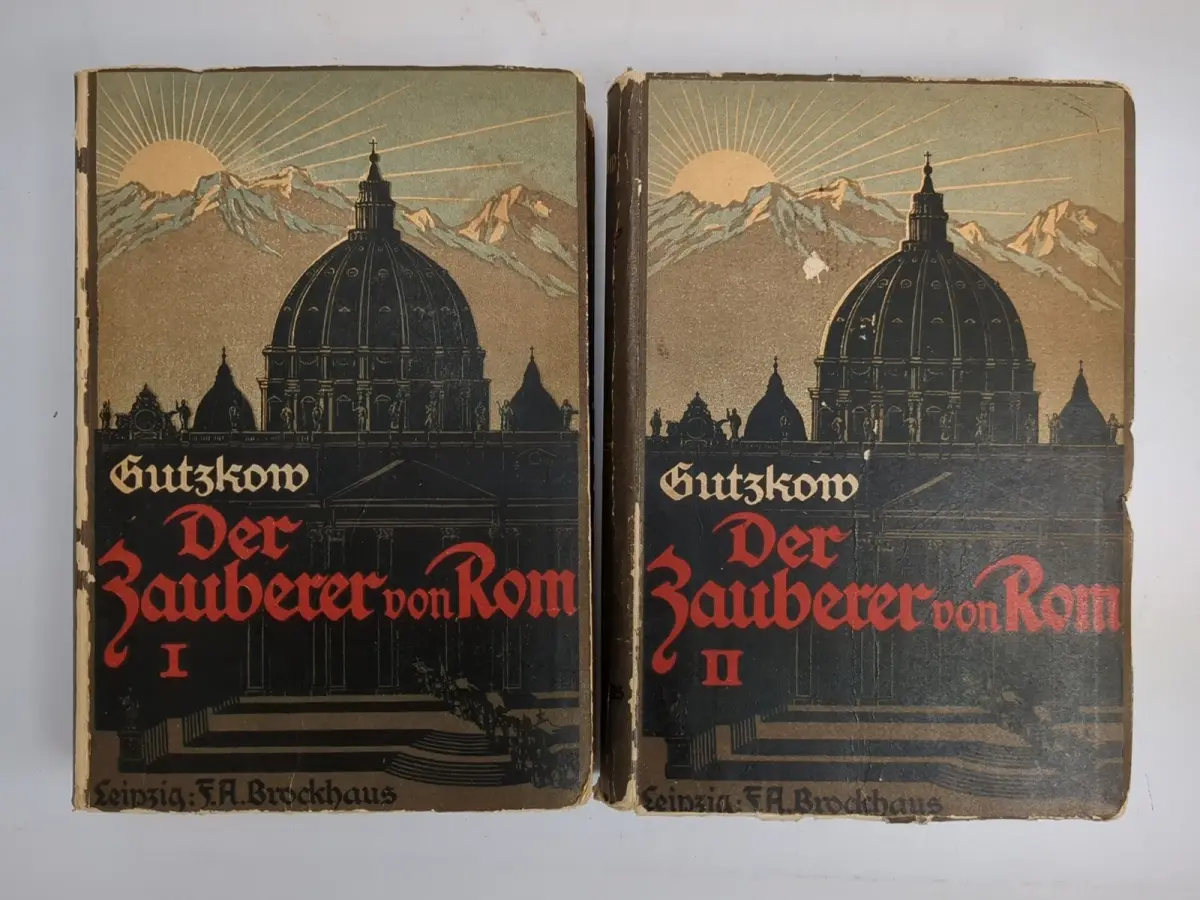 Gutzkow
Der
Zauberer von Rom
I
Leipzig: F.A. Brockhaus
Gutzkow
Der
Zauberer von Rom
II
Leipzig: F.A. Brockhaus